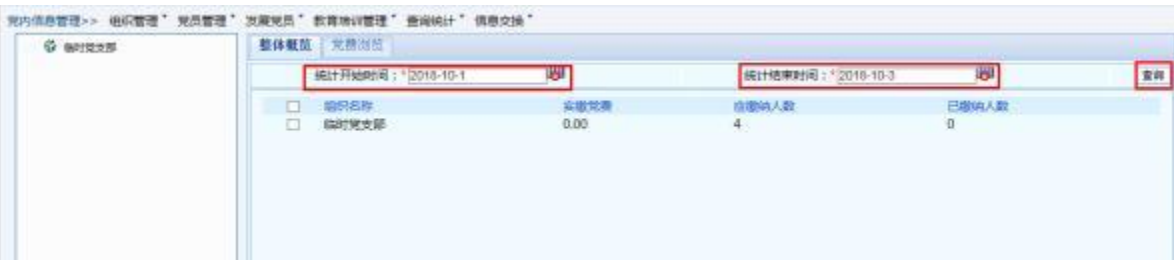 党内信息管理>> 组织管理 党员管理 发展党员 教育培训管理 查询统计 信息交换
临时党支部
整体概览 党费浏览
统计开始时间：*2018-10-1 统计结束时间：*2018-10-3 查询
组织名称 实缴党费 应缴纳人数 已缴纳人数
临时党支部 0.00 4 0